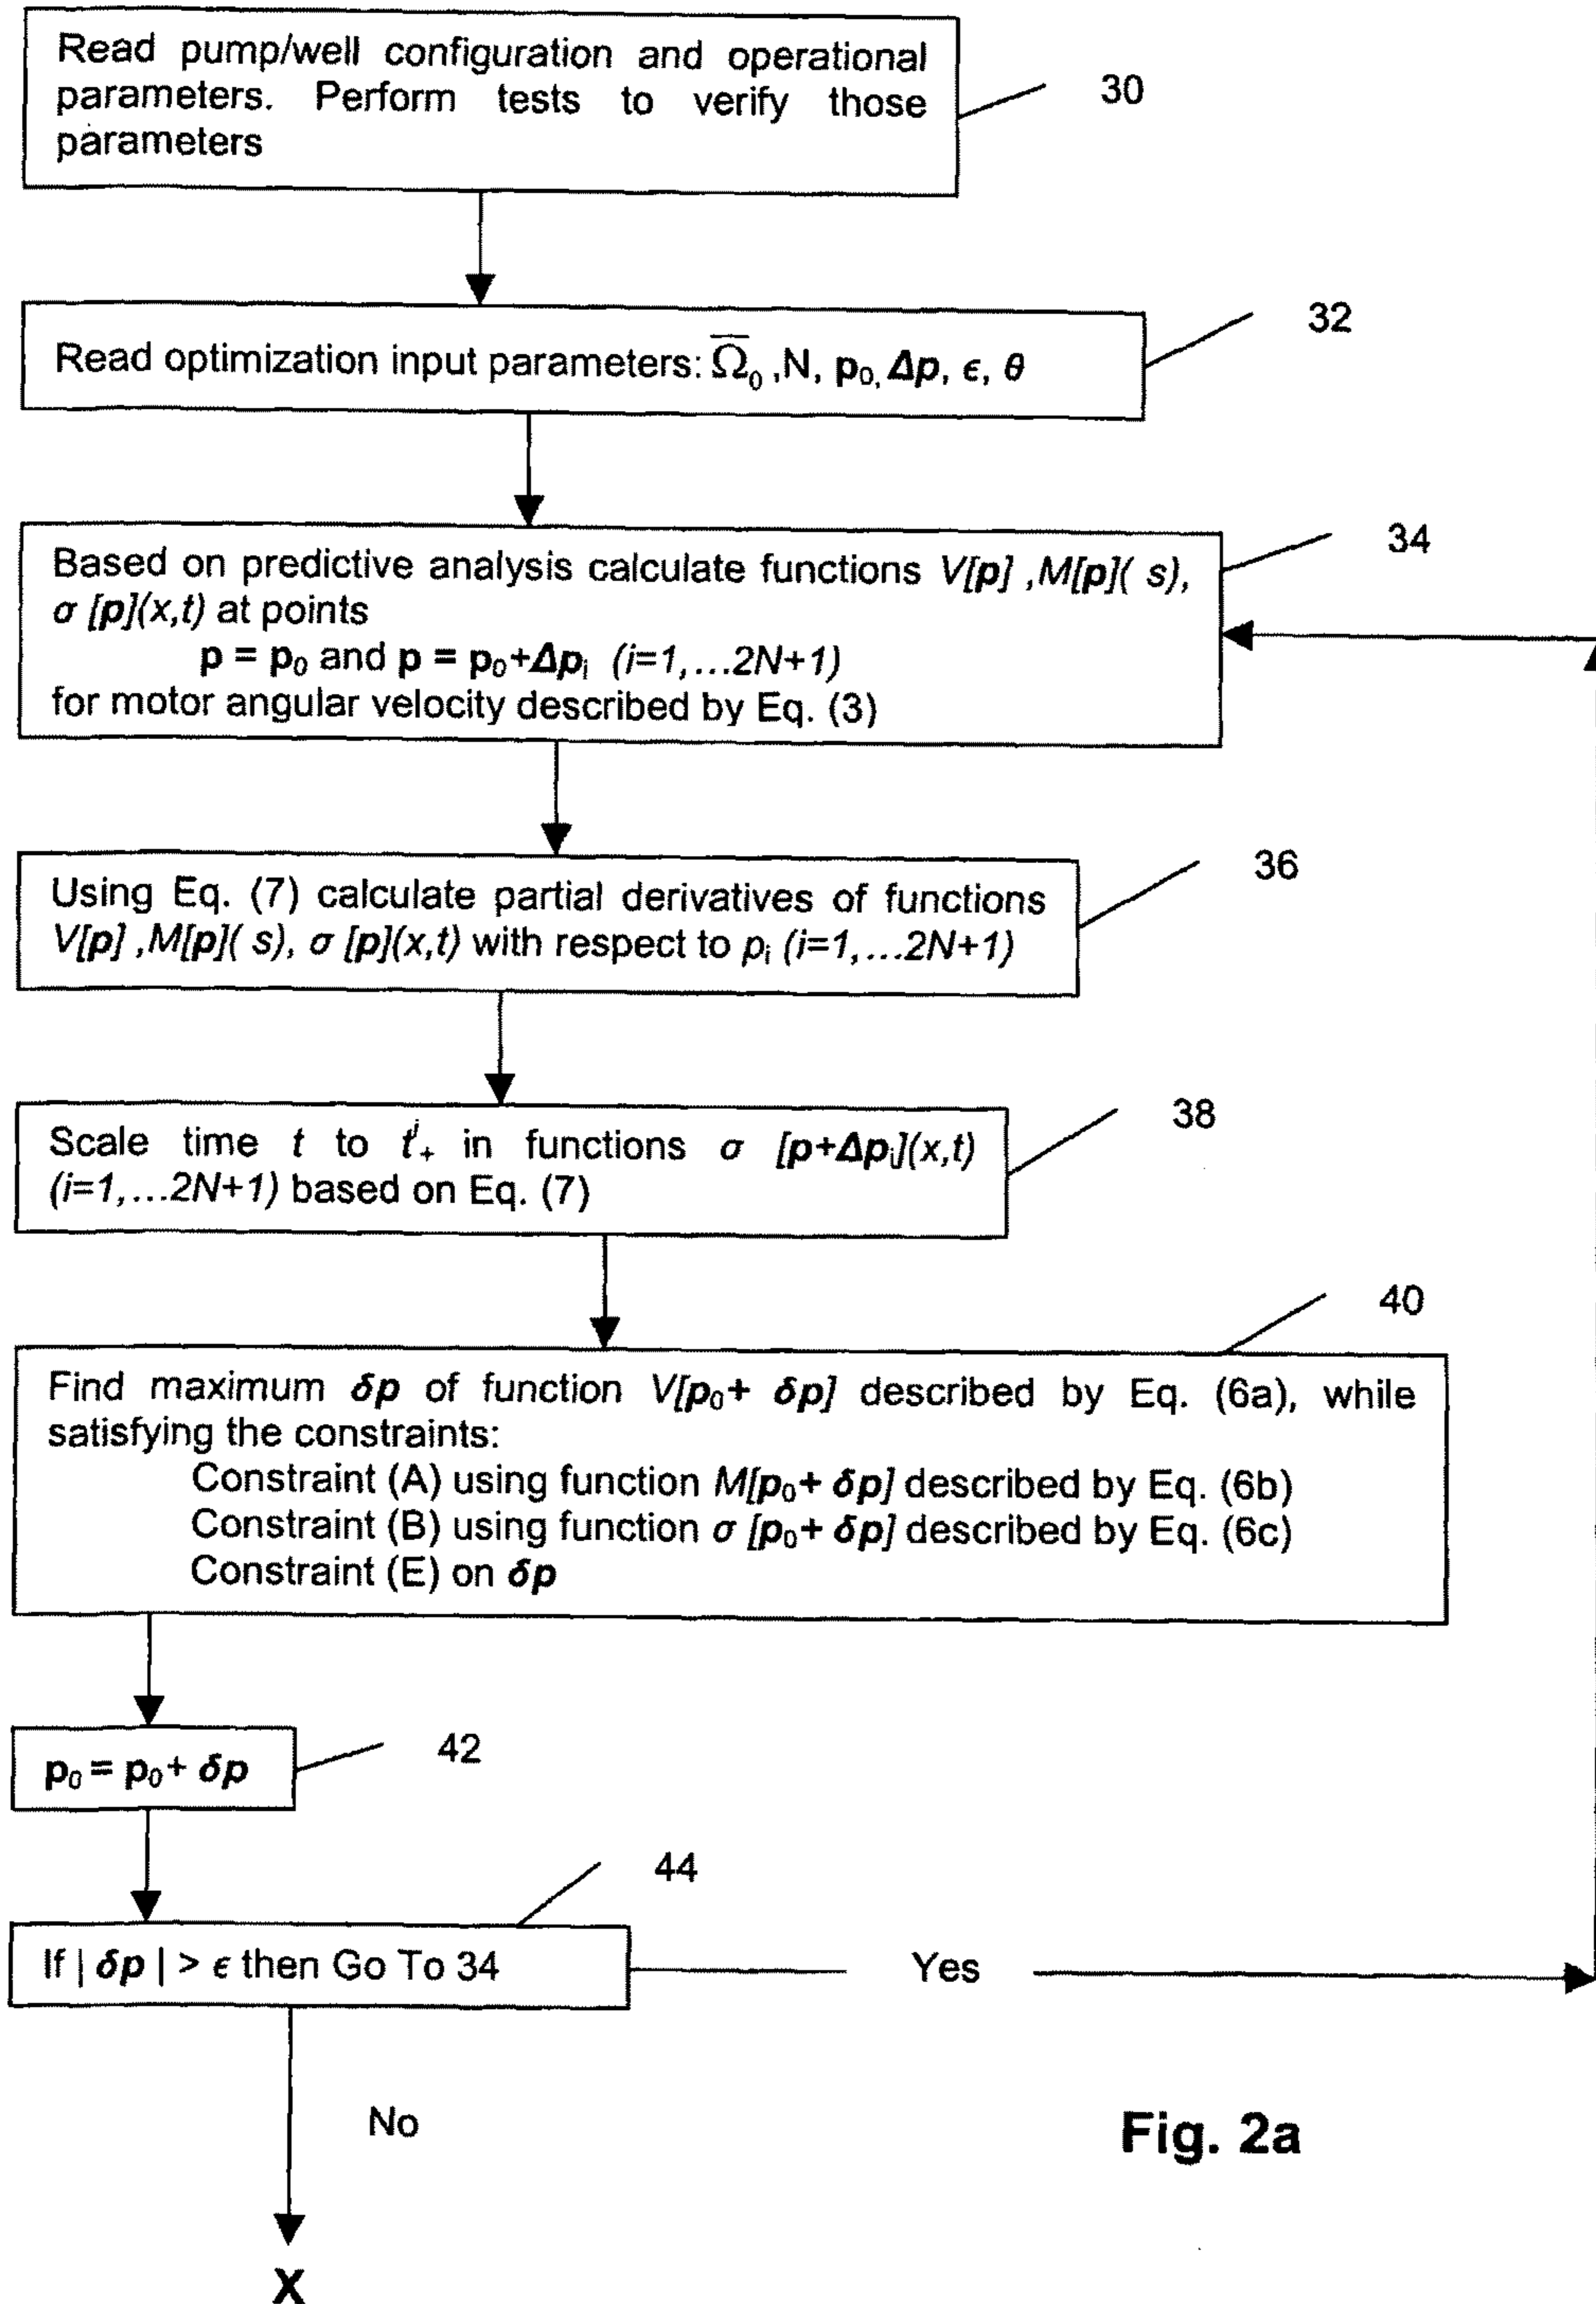 Read pump/well configuration and operational
parameters. Perform tests to verify those
parameters
30
Read optimization input parameters: Ω̅₀ ,N, p₀, Δp, ϵ, θ
32
Based on predictive analysis calculate functions V[p] ,M[p]( s),
σ [p](x,t) at points
p = p₀ and p = p₀+Δpᵢ (i=1,...2N+1)
for motor angular velocity described by Eq. (3)
34
Using Eq. (7) calculate partial derivatives of functions
V[p] ,M[p]( s), σ [p](x,t) with respect to pᵢ (i=1,...2N+1)
36
Scale time t to tⁱ₊ in functions σ [p+Δpᵢ](x,t)
(i=1,...2N+1) based on Eq. (7)
38
Find maximum δp of function V[p₀+ δp] described by Eq. (6a), while
satisfying the constraints:
Constraint (A) using function M[p₀+ δp] described by Eq. (6b)
Constraint (B) using function σ [p₀+ δp] described by Eq. (6c)
Constraint (E) on δp
40
p₀ = p₀+ δp
42
If | δp | > ϵ then Go To 34
44
Yes
No
X
Fig. 2a